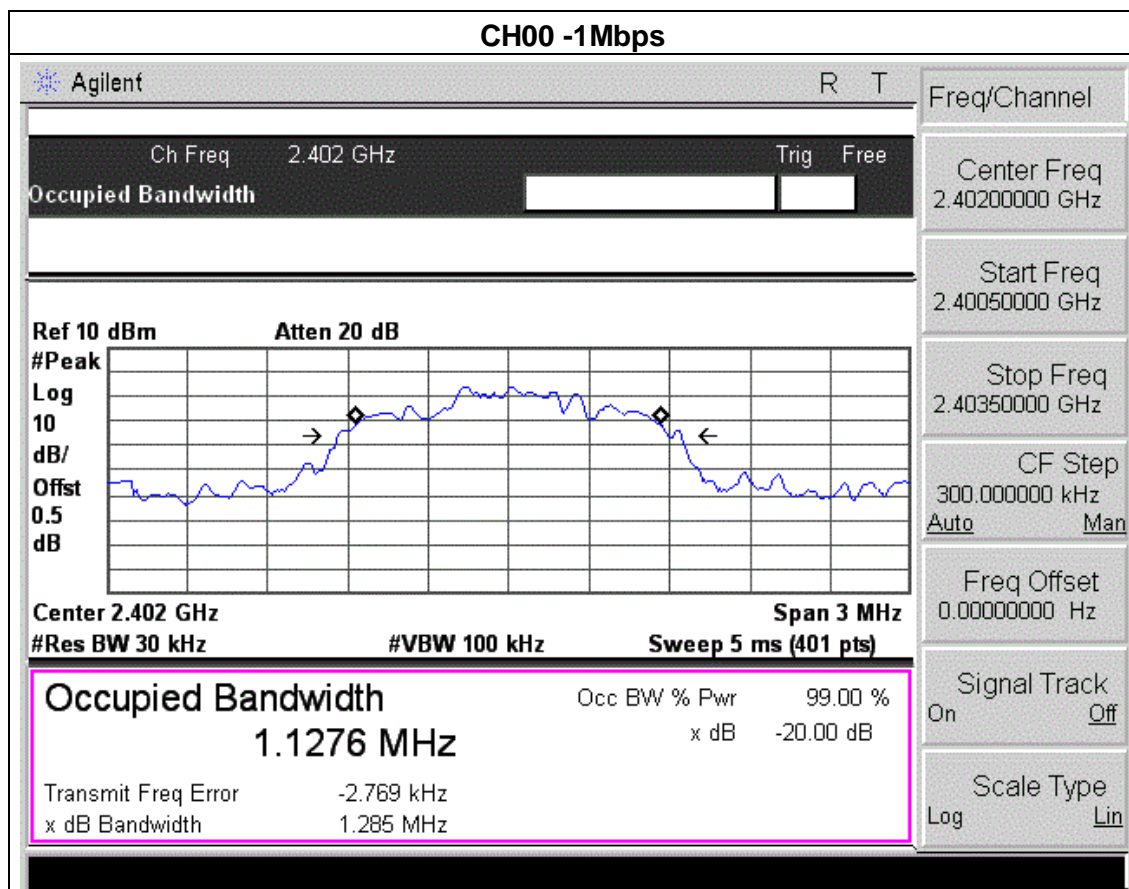 CH00 -1Mbps
Agilent R T
Freq/Channel
Ch Freq 2.402 GHz Trig Free
Occupied Bandwidth
Center Freq
2.40200000 GHz
Start Freq
2.40050000 GHz
Stop Freq
2.40350000 GHz
CF Step
300.000000 kHz
Auto Man
Freq Offset
0.00000000 Hz
Signal Track
On Off
Scale Type
Log Lin
Ref 10 dBm Atten 20 dB
#Peak
Log
10
dB/
Offst
0.5
dB
Center 2.402 GHz Span 3 MHz
#Res BW 30 kHz #VBW 100 kHz Sweep 5 ms (401 pts)
Occupied Bandwidth Occ BW % Pwr 99.00 %
1.1276 MHz x dB -20.00 dB
Transmit Freq Error -2.769 kHz
x dB Bandwidth 1.285 MHz